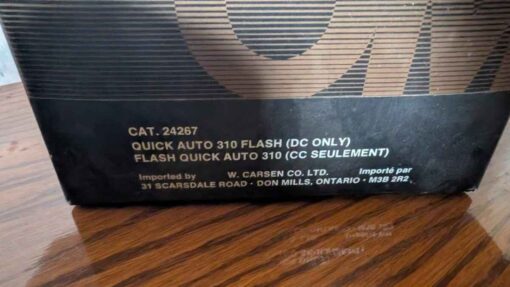 CAT. 24267
QUICK AUTO 310 FLASH (DC ONLY)
FLASH QUICK AUTO 310 (CC SEULEMENT)
Imported by W. CARSEN CO. LTD. Importé par
31 SCARSDALE ROAD · DON MILLS, ONTARIO · M3B 2R2